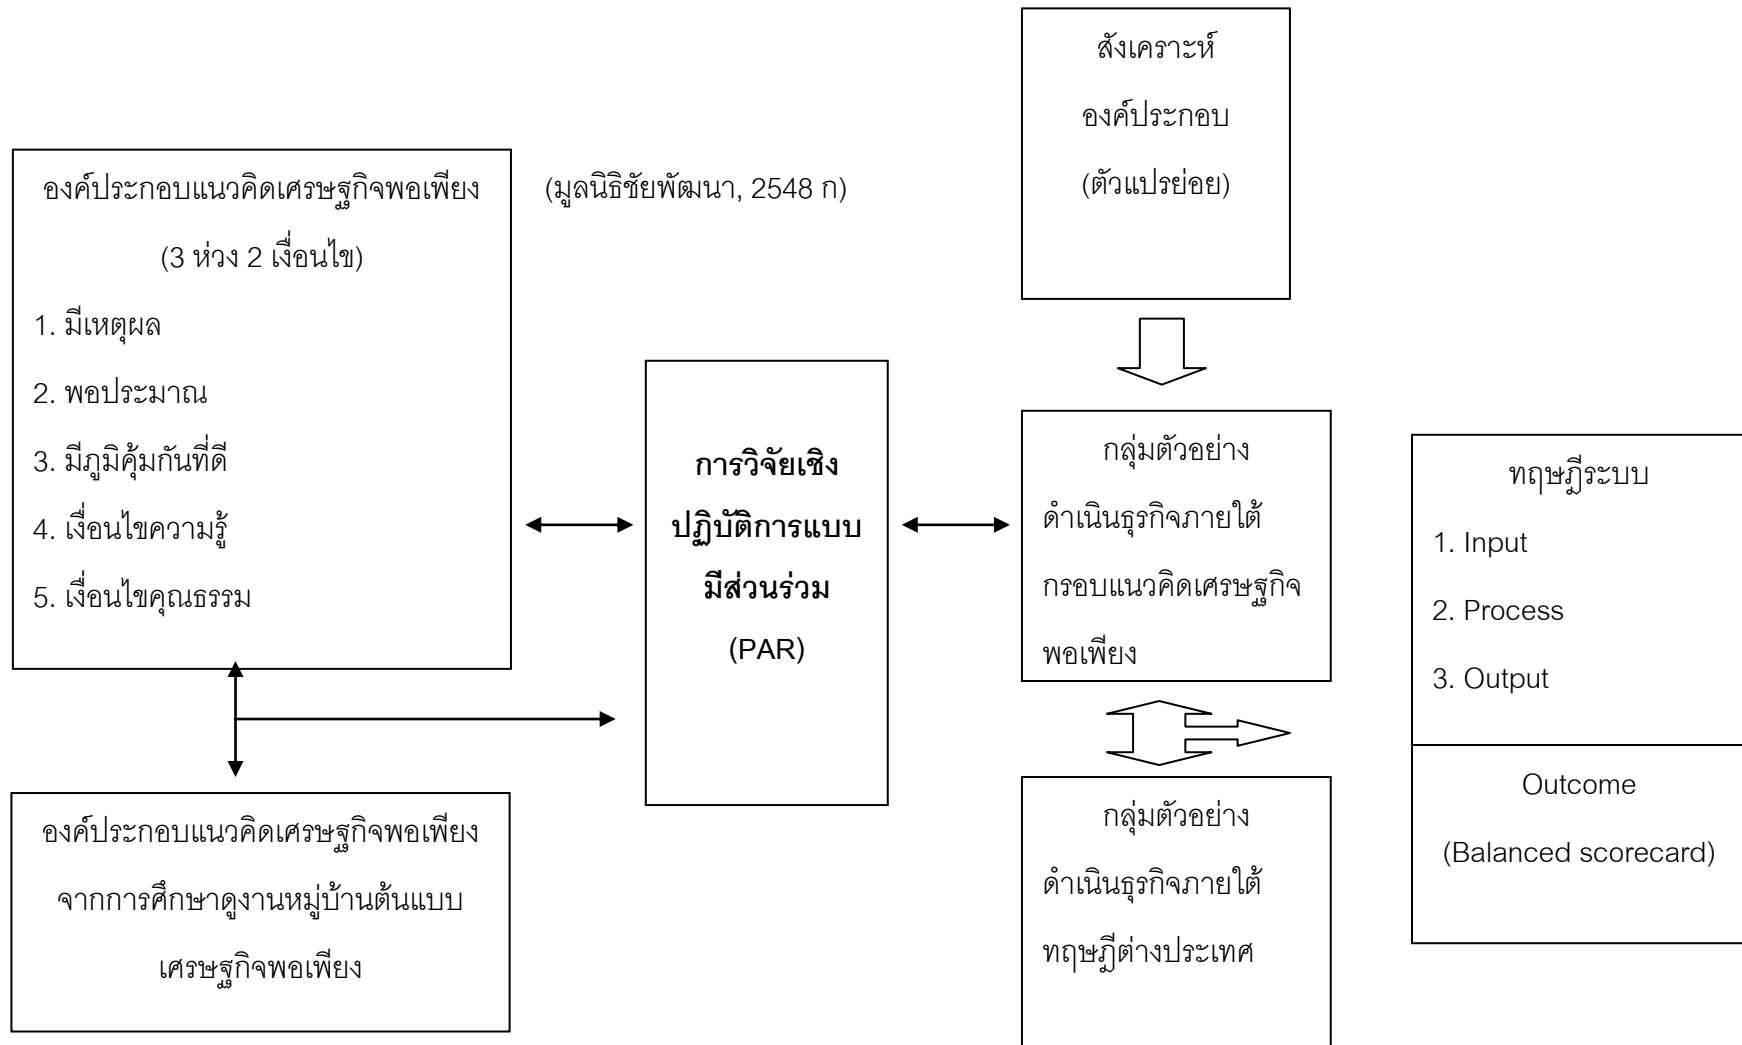 องค์ประกอบแนวคิดเศรษฐกิจพอเพียง
(3 ห่วง 2 เงื่อนไข)
1. มีเหตุผล
2. พอประมาณ
3. มีภูมิคุ้มกันที่ดี
4. เงื่อนไขความรู้
5. เงื่อนไขคุณธรรม
(มูลนิธิชัยพัฒนา, 2548 ก)
องค์ประกอบแนวคิดเศรษฐกิจพอเพียง
จากการศึกษาดูงานหมู่บ้านต้นแบบ
เศรษฐกิจพอเพียง
การวิจัยเชิง
ปฏิบัติการแบบ
มีส่วนร่วม
(PAR)
สังเคราะห์
องค์ประกอบ
(ตัวแปรย่อย)
กลุ่มตัวอย่าง
ดำเนินธุรกิจภายใต้
กรอบแนวคิดเศรษฐกิจ
พอเพียง
กลุ่มตัวอย่าง
ดำเนินธุรกิจภายใต้
ทฤษฎีต่างประเทศ
ทฤษฎีระบบ
1. Input
2. Process
3. Output
Outcome
(Balanced scorecard)